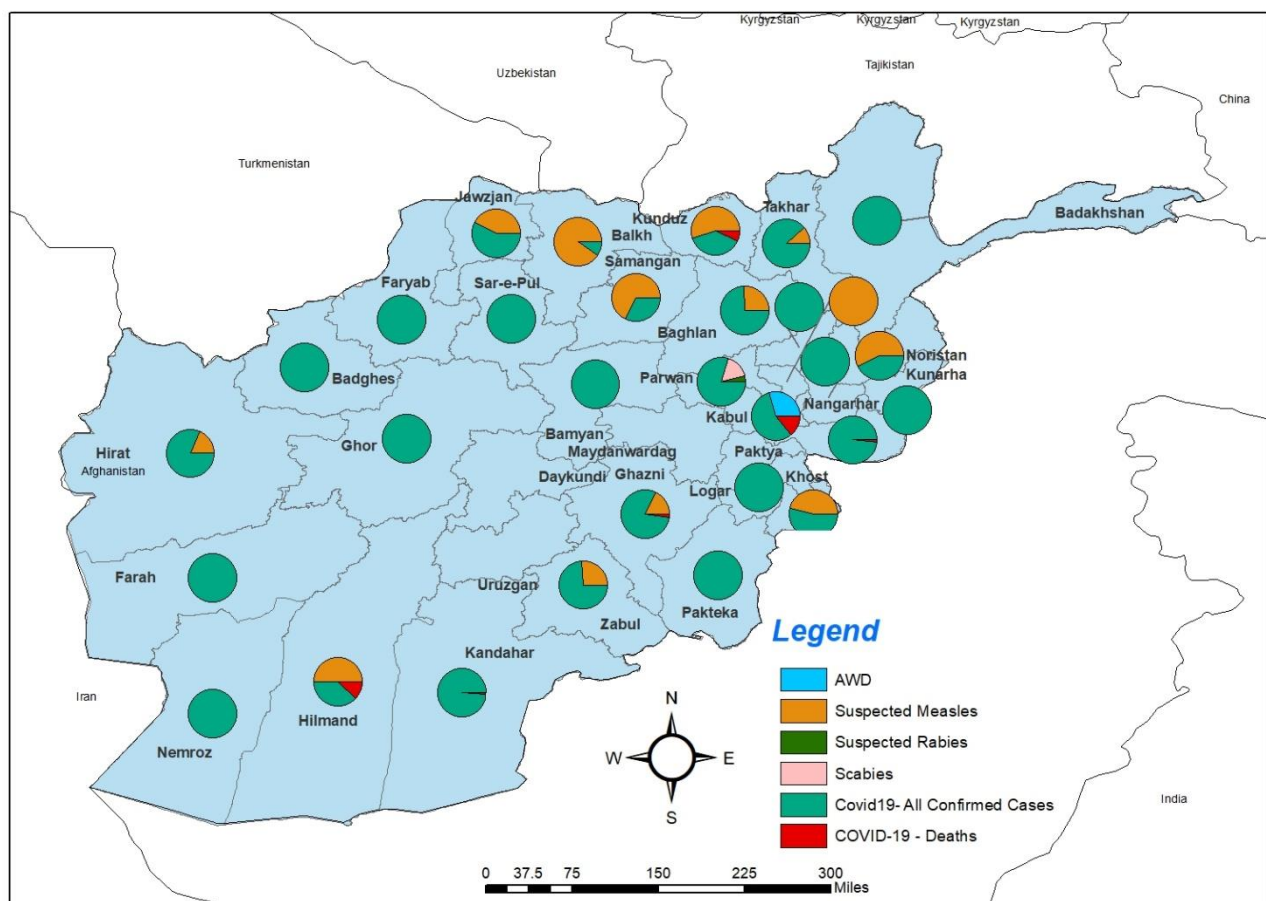 Kyrgyzstan
Kyrgyzstan
Kyrgyzstan
Uzbekistan
Tajikistan
China
Turkmenistan
Jawzjan
Kunduz
Takhar
Badakhshan
Balkh
Samangan
Faryab
Sar-e-Pul
Baghlan
Noristan
Kunarha
Badghes
Parwan
Nangarhar
Kabul
Ghor
Bamyan
Hirat
Afghanistan
Maydanwardag
Paktya
Daykundi
Ghazni
Khost
Logar
Farah
Uruzgan
Zabul
Pakteka
Kandahar
Iran
Hilmand
Nemroz
India
Legend
AWD
Suspected Measles
Suspected Rabies
Scabies
Covid19- All Confirmed Cases
COVID-19 - Deaths
N
W E
S
0 37.5 75 150 225 300
Miles